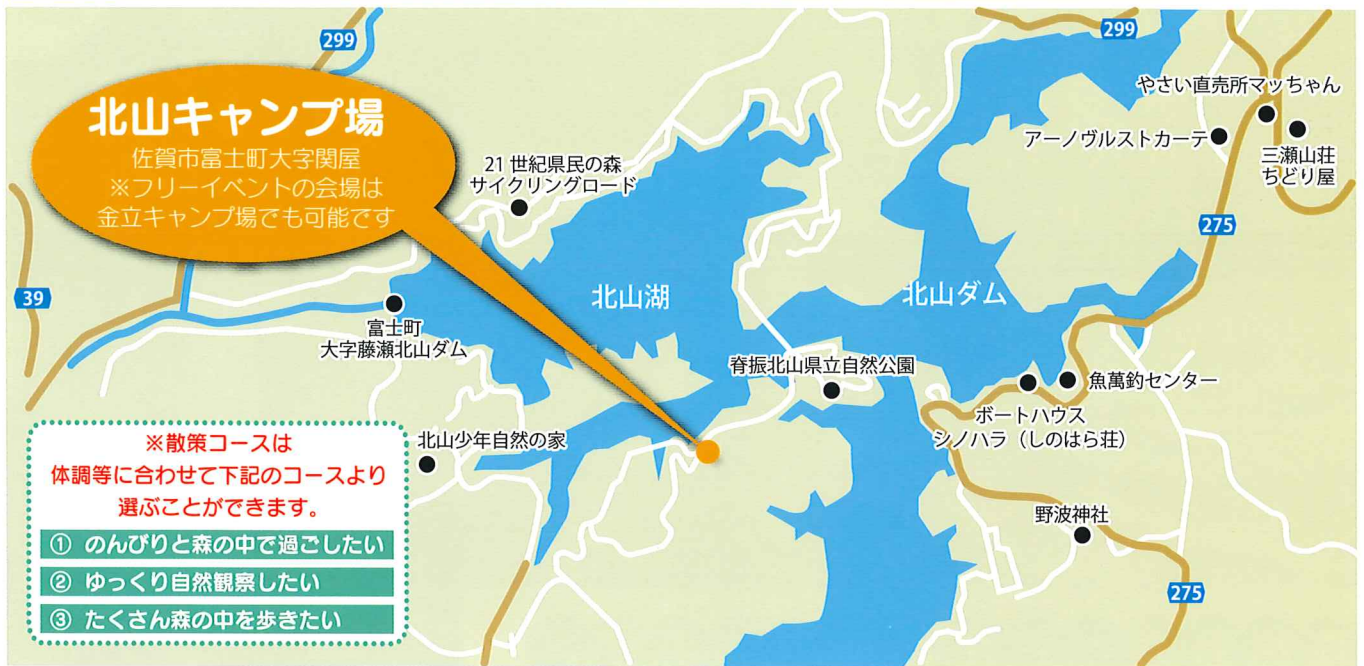 299
299
北山キャンプ場
佐賀市富士町大字関屋
※フリーイベントの会場は
金立キャンプ場でも可能です
やさい直売所マッちゃん
アーノヴルストカーテ
三瀬山荘
ちどり屋
21世紀県民の森
サイクリングロード
275
39
北山湖
北山ダム
富士町
大字藤瀬北山ダム
脊振北山県立自然公園
魚萬釣センター
ボートハウス
シノハラ（しのはら荘）
北山少年自然の家
野波神社
275
※散策コースは
体調等に合わせて下記のコースより
選ぶことができます。
① のんびりと森の中で過ごしたい
② ゆっくり自然観察したい
③ たくさん森の中を歩きたい